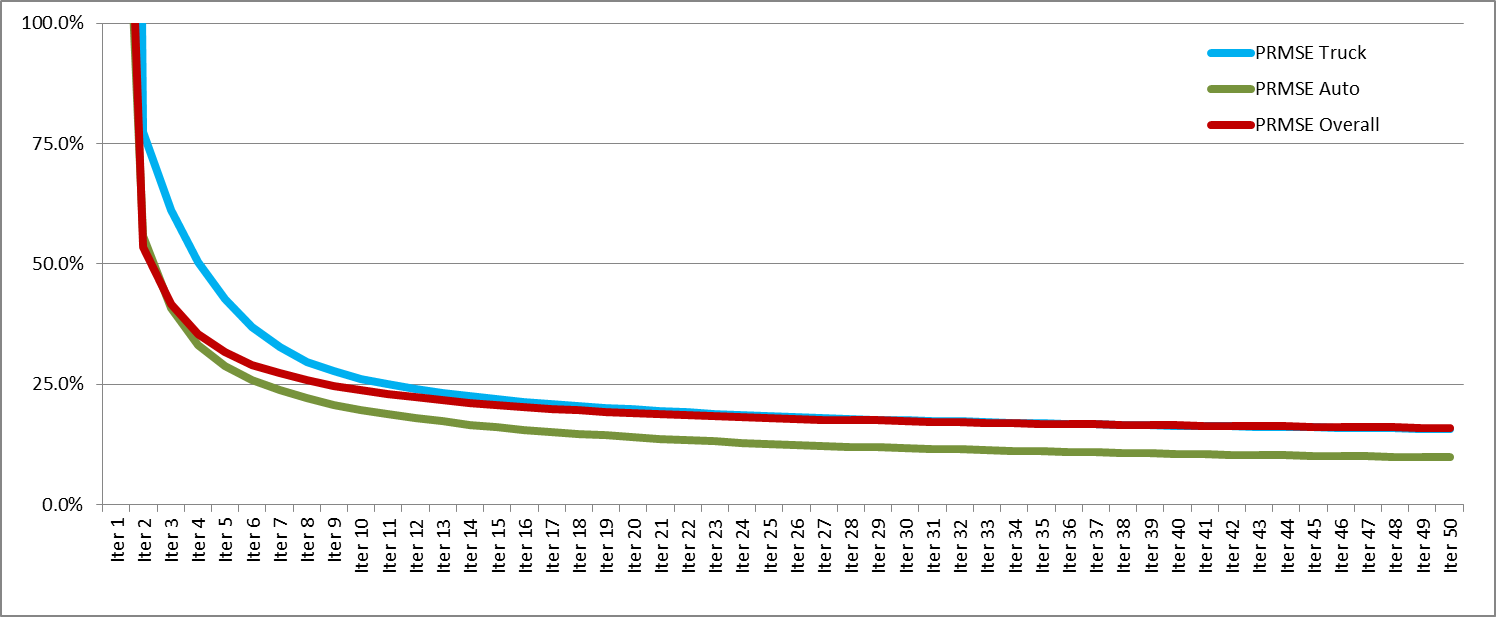 100.0%
75.0%
50.0%
25.0%
0.0%
PRMSE Truck
PRMSE Auto
PRMSE Overall
Iter 1
Iter 2
Iter 3
Iter 4
Iter 5
Iter 6
Iter 7
Iter 8
Iter 9
Iter 10
Iter 11
Iter 12
Iter 13
Iter 14
Iter 15
Iter 16
Iter 17
Iter 18
Iter 19
Iter 20
Iter 21
Iter 22
Iter 23
Iter 24
Iter 25
Iter 26
Iter 27
Iter 28
Iter 29
Iter 30
Iter 31
Iter 32
Iter 33
Iter 34
Iter 35
Iter 36
Iter 37
Iter 38
Iter 39
Iter 40
Iter 41
Iter 42
Iter 43
Iter 44
Iter 45
Iter 46
Iter 47
Iter 48
Iter 49
Iter 50